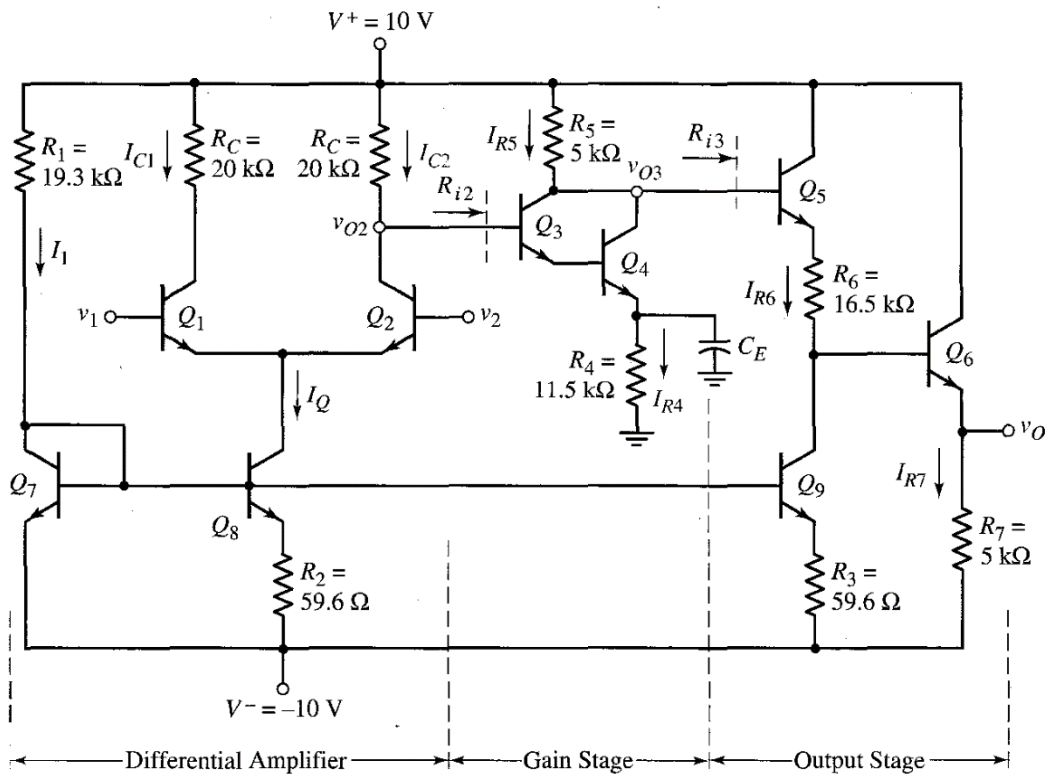 V⁺ = 10 V
R₁ =
19.3 kΩ
I_C1
R_C =
20 kΩ
R_C =
20 kΩ
I_C2
I_R5
R₅ =
5 kΩ
R_i3
v_O3
R_i2
Q₅
v_O2
Q₃
I₁
Q₄
I_R6
R₆ =
16.5 kΩ
v₁
Q₁
Q₂
v₂
C_E
Q₆
R₄ =
11.5 kΩ
I_R4
I_Q
v_O
Q₇
Q₈
Q₉
I_R7
R₂ =
59.6 Ω
R₃ =
59.6 Ω
R₇ =
5 kΩ
V⁻ = –10 V
Differential Amplifier
Gain Stage
Output Stage